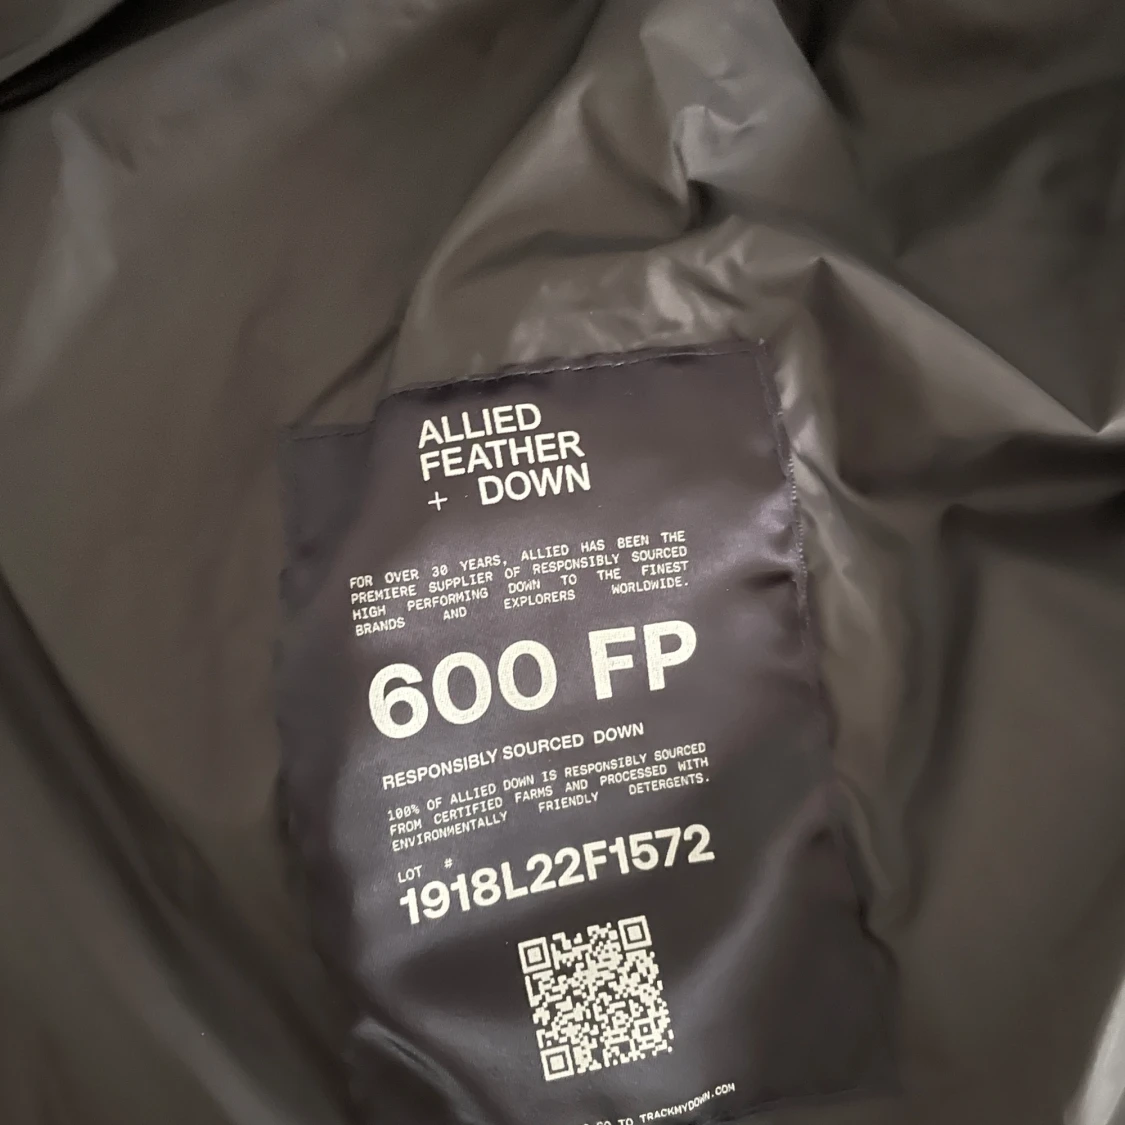 ALLIED
FEATHER
+ DOWN
FOR OVER 30 YEARS, ALLIED HAS BEEN THE
PREMIERE SUPPLIER OF RESPONSIBLY SOURCED
HIGH PERFORMING DOWN TO THE FINEST
BRANDS AND EXPLORERS WORLDWIDE.
600 FP
RESPONSIBLY SOURCED DOWN
100% OF ALLIED DOWN IS RESPONSIBLY SOURCED
FROM CERTIFIED FARMS AND PROCESSED WITH
ENVIRONMENTALLY FRIENDLY DETERGENTS.
LOT #
1918L22F1572
GO TO TRACKMYDOWN.COM